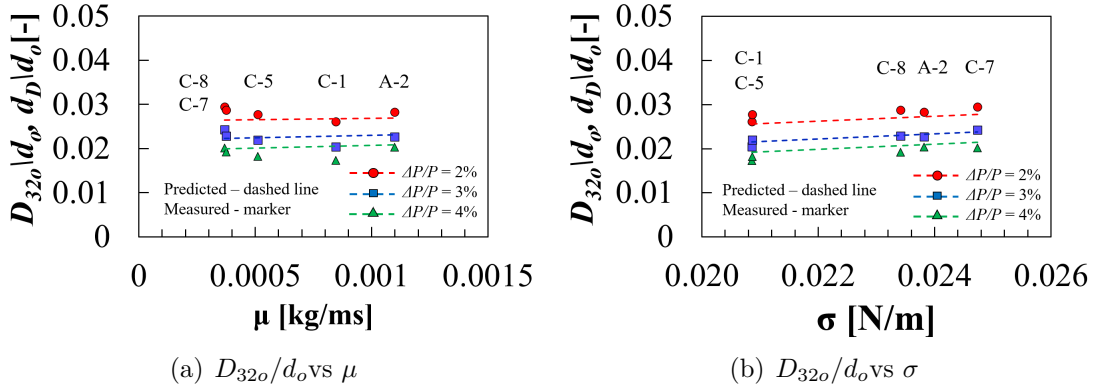 D32o\do, dD\do[-]
0.05
0.04
0.03
0.02
0.01
0
C-8
C-7
C-5
C-1
A-2
Predicted – dashed line
Measured - marker
ΔP/P = 2%
ΔP/P = 3%
ΔP/P = 4%
0 0.0005 0.001 0.0015
μ [kg/ms]
(a) D32o/do vs μ
D32o\do, dD\do[-]
0.05
0.04
0.03
0.02
0.01
0
C-1
C-5
C-8 A-2 C-7
Predicted – dashed line
Measured - marker
ΔP/P = 2%
ΔP/P = 3%
ΔP/P = 4%
0.020 0.022 0.024 0.026
σ [N/m]
(b) D32o/do vs σ